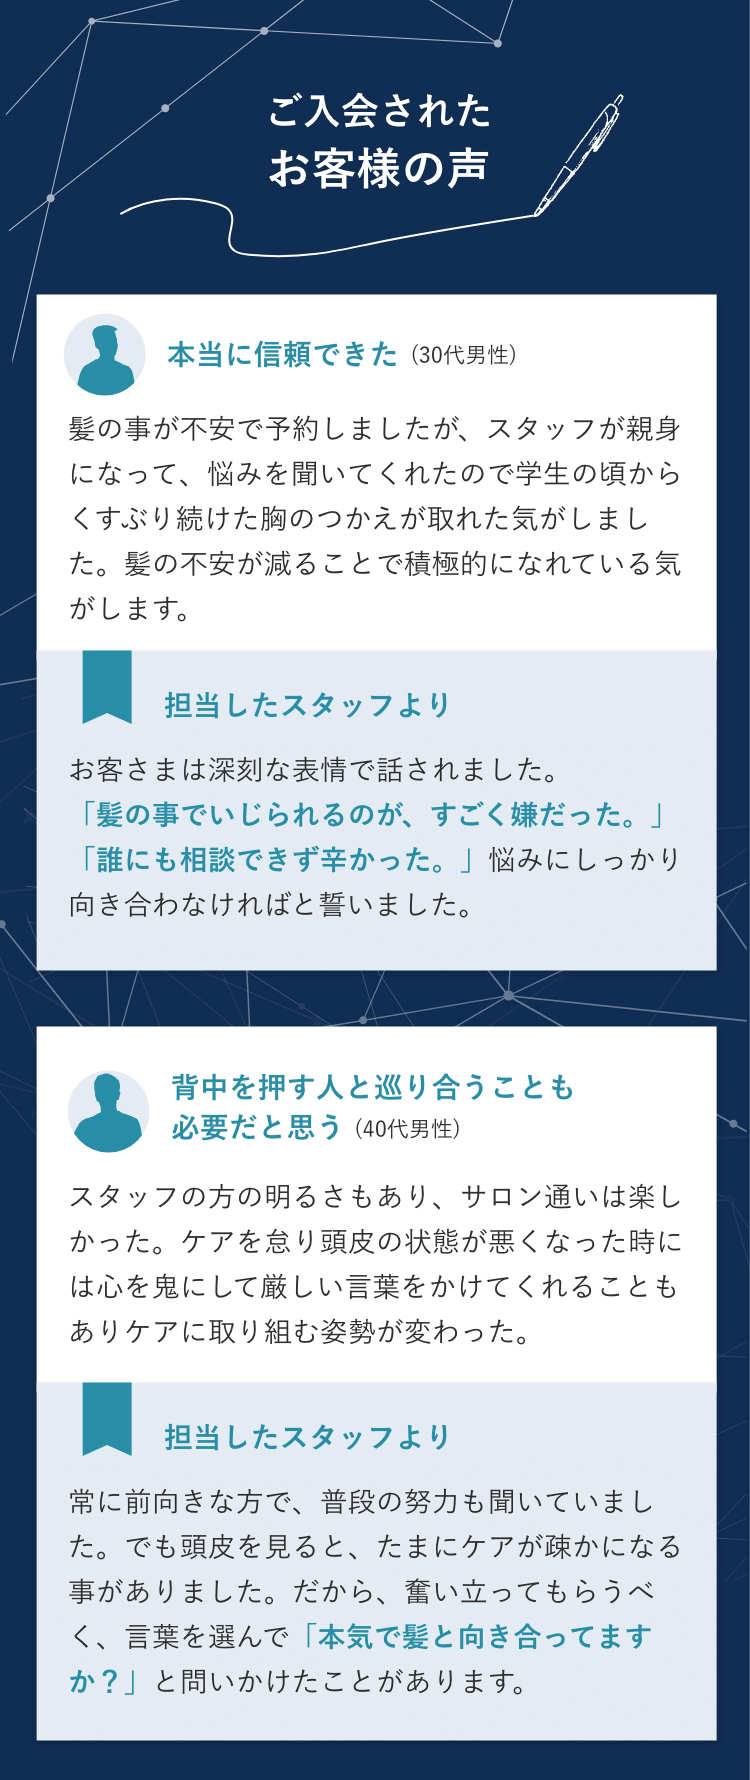 ご入会された
お客様の声
本当に信頼できた（30代男性）
髪の事が不安で予約しましたが、スタッフが親身
になって、悩みを聞いてくれたので学生の頃から
くすぶり続けた胸のつかえが取れた気がしまし
た。髪の不安が減ることで積極的になれている気
がします。
担当したスタッフより
お客さまは深刻な表情で話されました。
「髪の事でいじられるのが、すごく嫌だった。」
「誰にも相談できず辛かった。」悩みにしっかり
向き合わなければと誓いました。
背中を押す人と巡り合うことも
必要だと思う（40代男性）
スタッフの方の明るさもあり、サロン通いは楽し
かった。ケアを怠り頭皮の状態が悪くなった時に
は心を鬼にして厳しい言葉をかけてくれることも
ありケアに取り組む姿勢が変わった。
担当したスタッフより
常に前向きな方で、普段の努力も聞いていまし
た。でも頭皮を見ると、たまにケアが疎かになる
事がありました。だから、奮い立ってもらうべ
く、言葉を選んで「本気で髪と向き合ってます
か？」と問いかけたことがあります。